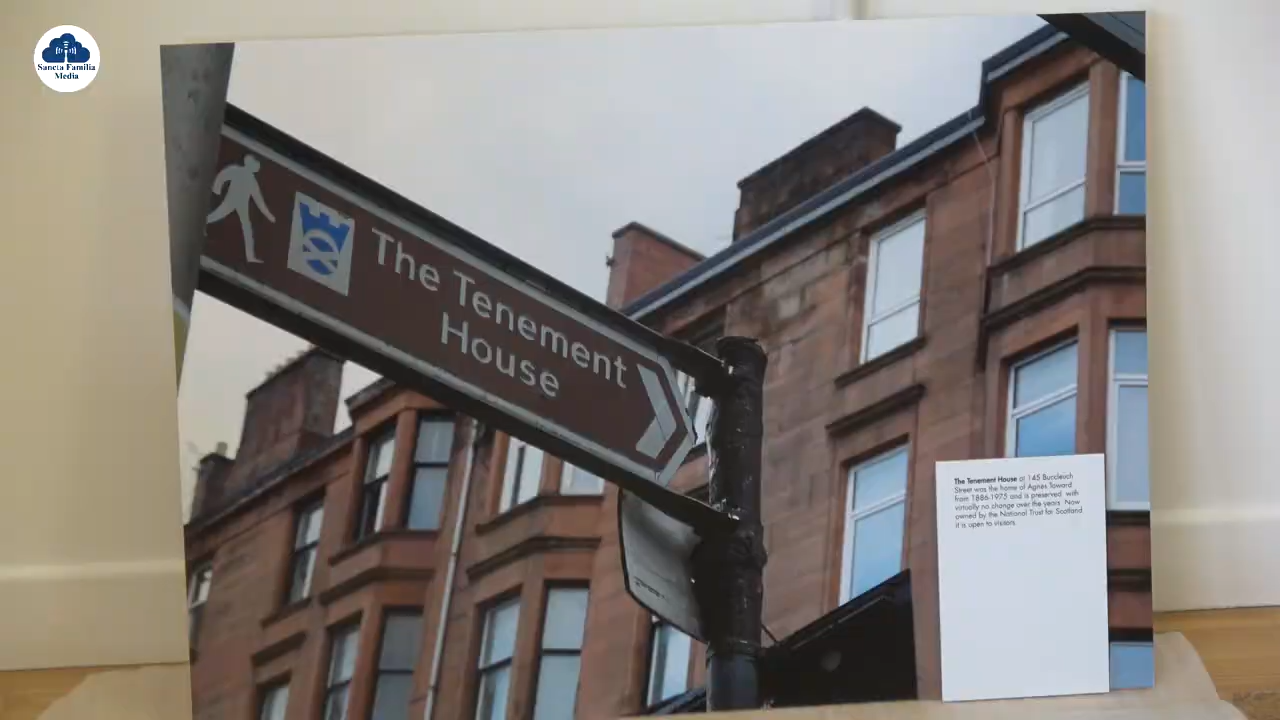 Sancta Familia
Media
The Tenement
House
The Tenement House at 145 Buccleuch
Street was the home of Agnes Toward
from 1886-1975 and is preserved with
virtually no change over the years. Now
owned by the National Trust for Scotland
it is open to visitors.